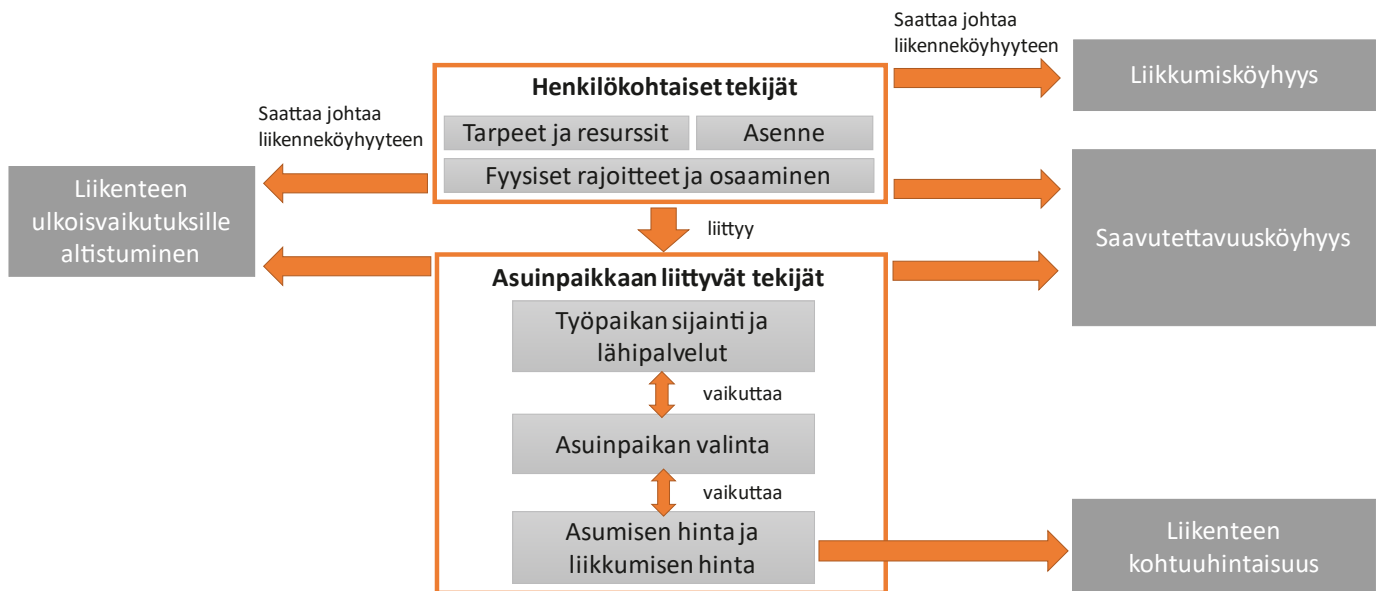 Saattaa johtaa
liikenneköyhyyteen
Liikkumisköyhyys
Henkilökohtaiset tekijät
Tarpeet ja resurssit
Asenne
Fyysiset rajoitteet ja osaaminen
Saattaa johtaa
liikenneköyhyyteen
Liikenteen
ulkoisvaikutuksille
altistuminen
liittyy
Saavutettavuusköyhyys
Asuinpaikkaan liittyvät tekijät
Työpaikan sijainti ja
lähipalvelut
vaikuttaa
Asuinpaikan valinta
vaikuttaa
Asumisen hinta ja
liikkumisen hinta
Liikenteen
kohtuuhintaisuus